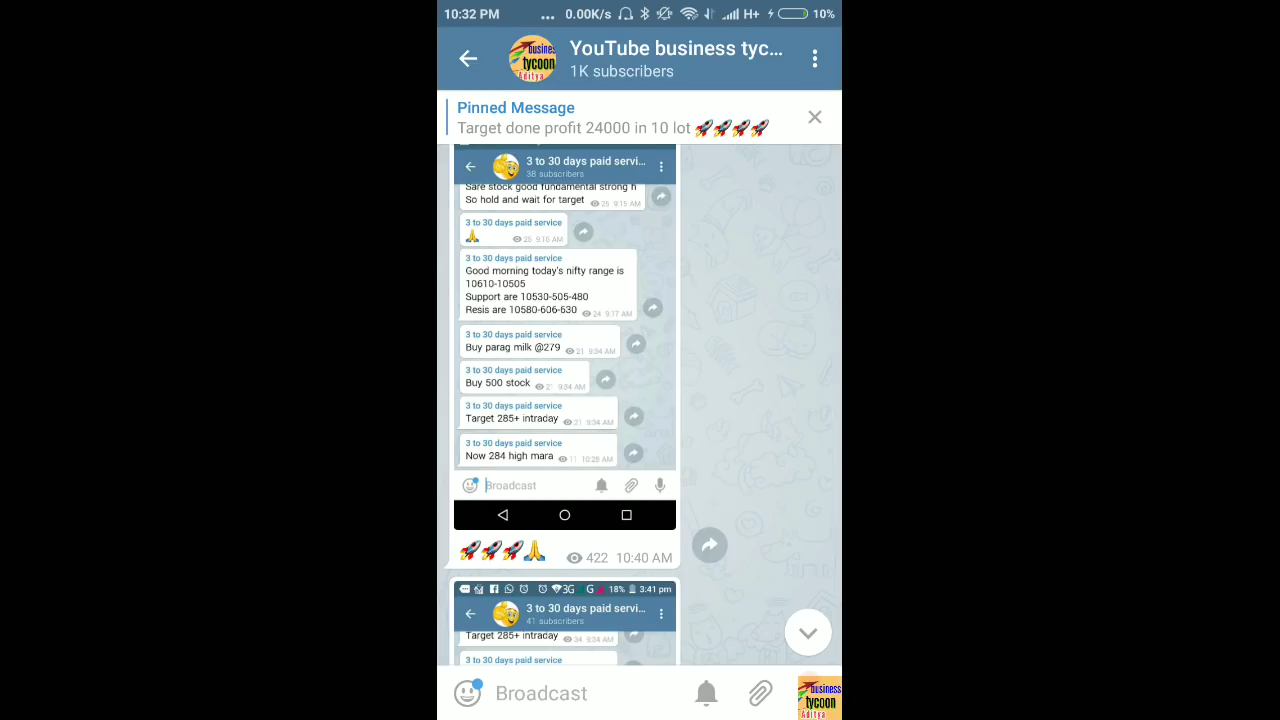 10:32 PM ... 0.00K/s H+ 10%
busines
tycoon
Aditya
YouTube business tyc...
1K subscribers
Pinned Message
Target done profit 24000 in 10 lot 🚀🚀🚀🚀
3 to 30 days paid servi...
38 subscribers
Sare stock good fundamental strong h
So hold and wait for target 25 9:15 AM
3 to 30 days paid service
🙏 25 9:16 AM
3 to 30 days paid service
Good morning today's nifty range is
10610-10505
Support are 10530-505-480
Resis are 10580-606-630 24 9:17 AM
3 to 30 days paid service
Buy parag milk @279 21 9:34 AM
3 to 30 days paid service
Buy 500 stock 21 9:34 AM
3 to 30 days paid service
Target 285+ intraday 21 9:34 AM
3 to 30 days paid service
Now 284 high mara 11 10:28 AM
Broadcast
🚀🚀🚀🙏 422 10:40 AM
3G G 18% 3:41 pm
3 to 30 days paid servi...
41 subscribers
Target 285+ intraday 34 9:34 AM
3 to 30 days paid service
Broadcast
business
tycoon
Aditya